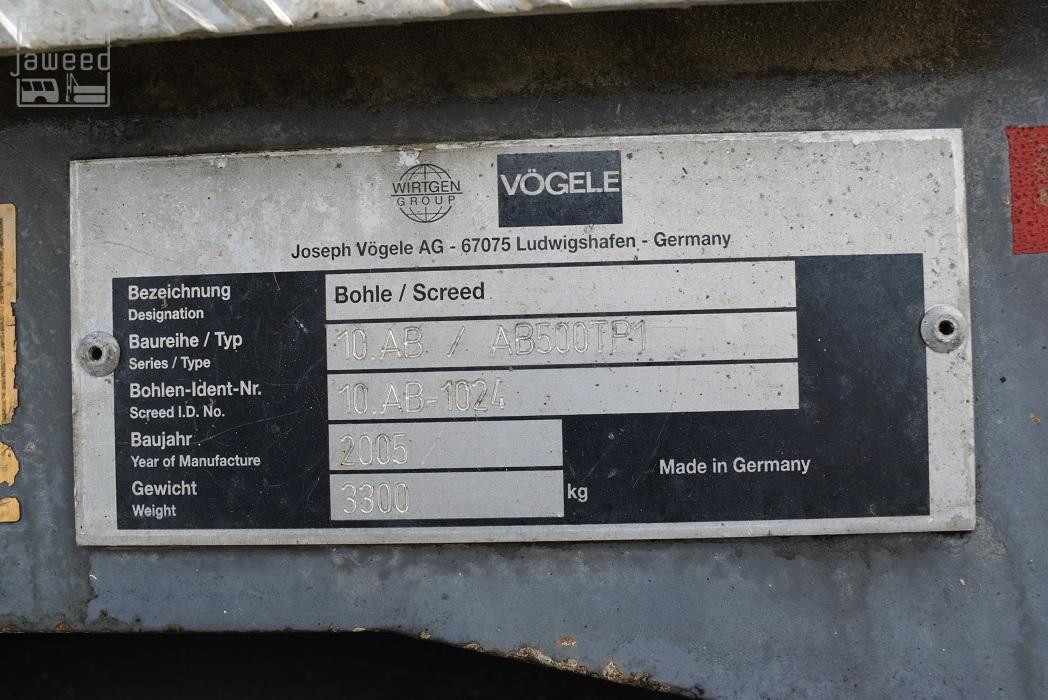 jaweed
WIRTGEN
GROUP
VÖGELE
Joseph Vögele AG - 67075 Ludwigshafen - Germany
Bezeichnung
Designation
Bohle / Screed
Baureihe / Typ
Series / Type
10.AB / AB500TP1
Bohlen-Ident-Nr.
Screed I.D. No.
10.AB-1024
Baujahr
Year of Manufacture
2005
Gewicht
Weight
3300 kg
Made in Germany